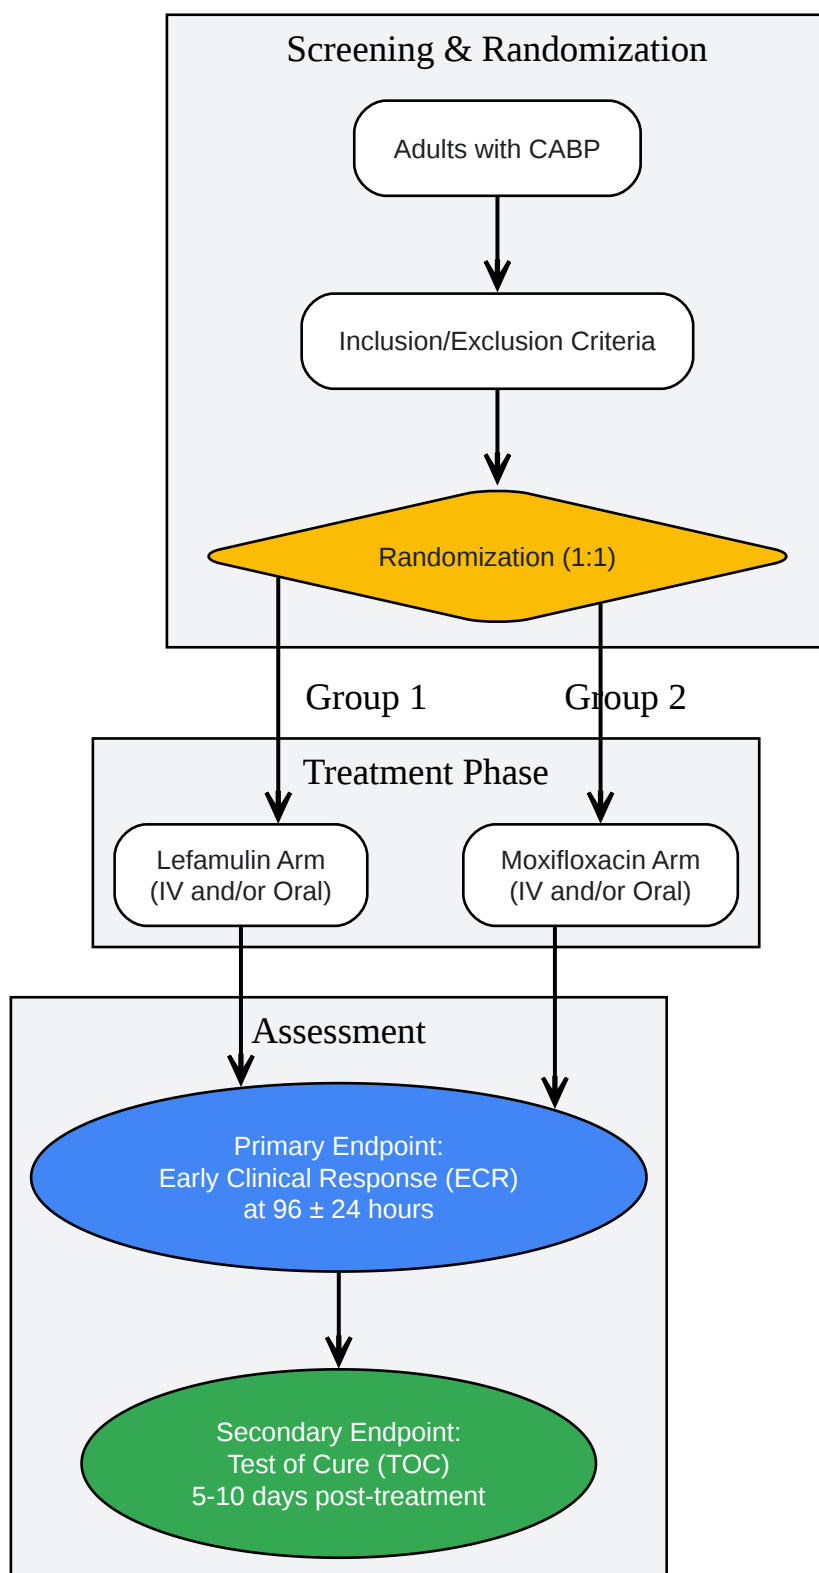 Screening & Randomization
Adults with CABP
Inclusion/Exclusion Criteria
Randomization (1:1)
Group 1
Group 2
Treatment Phase
Lefamulin Arm
(IV and/or Oral)
Moxifloxacin Arm
(IV and/or Oral)
Assessment
Primary Endpoint:
Early Clinical Response (ECR)
at 96 ± 24 hours
Secondary Endpoint:
Test of Cure (TOC)
5-10 days post-treatment